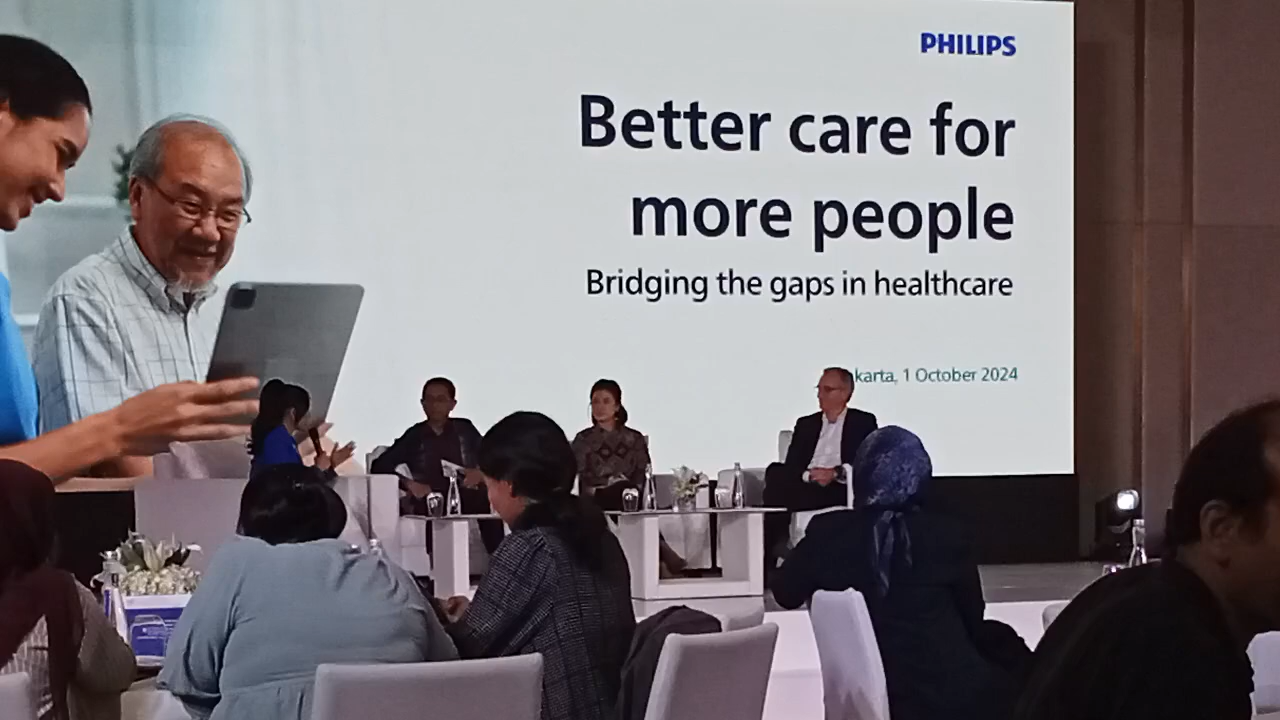 PHILIPS
Better care for
more people
Bridging the gaps in healthcare
karta, 1 October 2024